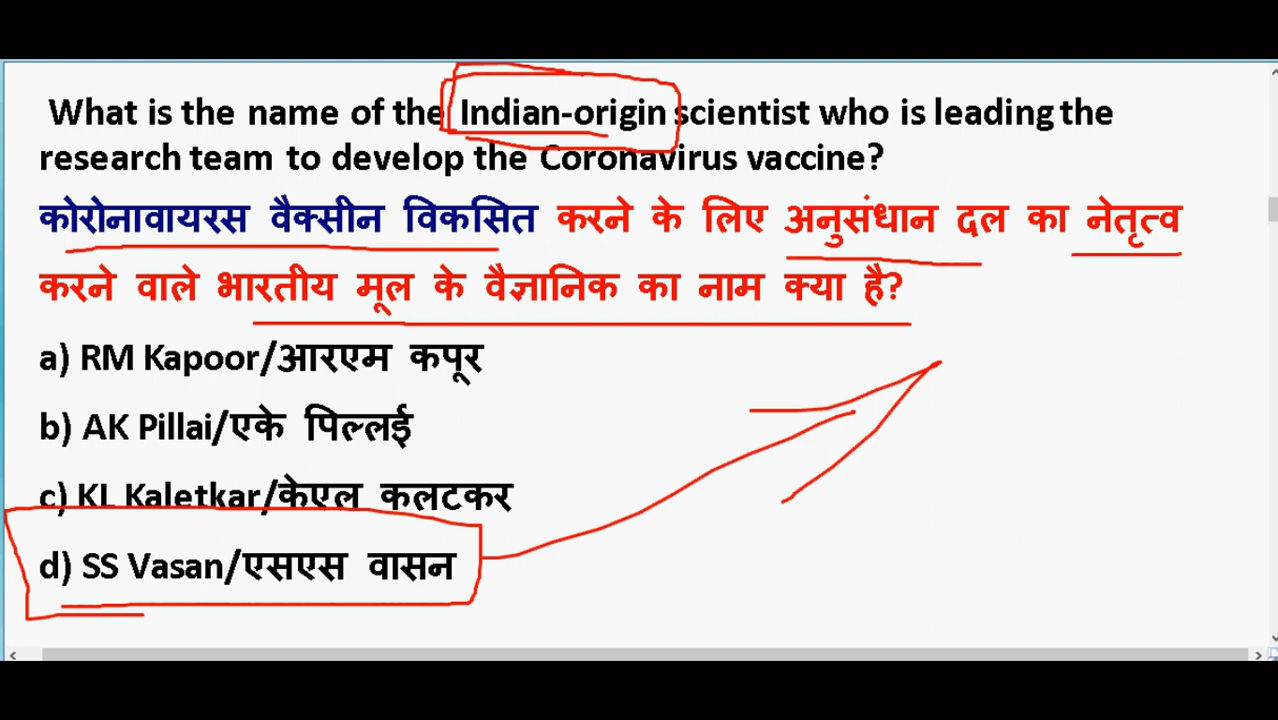 What is the name of the Indian-origin scientist who is leading the
research team to develop the Coronavirus vaccine?
कोरोनावायरस वैक्सीन विकसित करने के लिए अनुसंधान दल का नेतृत्व
करने वाले भारतीय मूल के वैज्ञानिक का नाम क्या है?
a) RM Kapoor/आरएम कपूर
b) AK Pillai/एके पिल्लई
c) KL Kaletkar/केएल कलटकर
d) SS Vasan/एसएस वासन